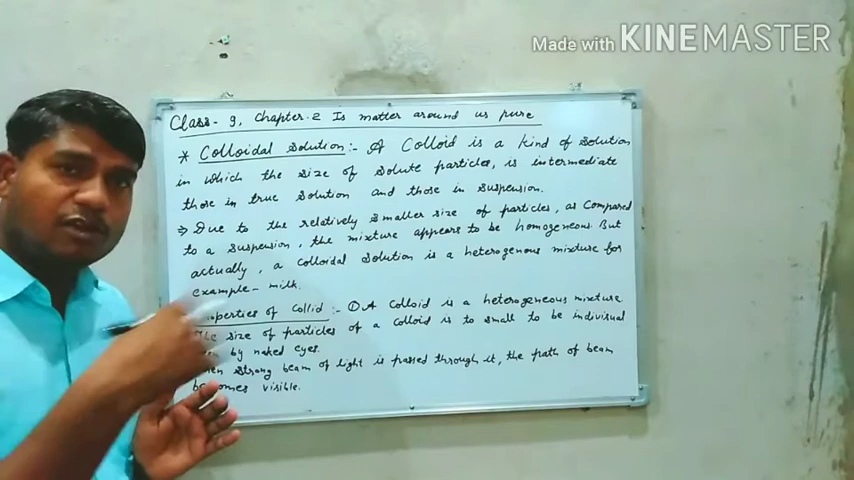 Made with KINEMASTER
Class-9, Chapter-2 Is matter around us pure
* Colloidal solution:- A Colloid is a kind of solution
in which the size of solute particles, is intermediate
those in true solution and those in suspension.
⇒ Due to the relatively smaller size of particles, as compared
to a suspension, the mixture appears to be homogeneous. But
actually, a colloidal solution is a heterogenous mixture for
example- milk.
operties of Collid :- ① A Colloid is a heterogeneous mixture
The size of particles of a colloid is to small to be indivisual
by naked eyes.
hen strong beam of light is passed through it, the path of beam
becomes visible.